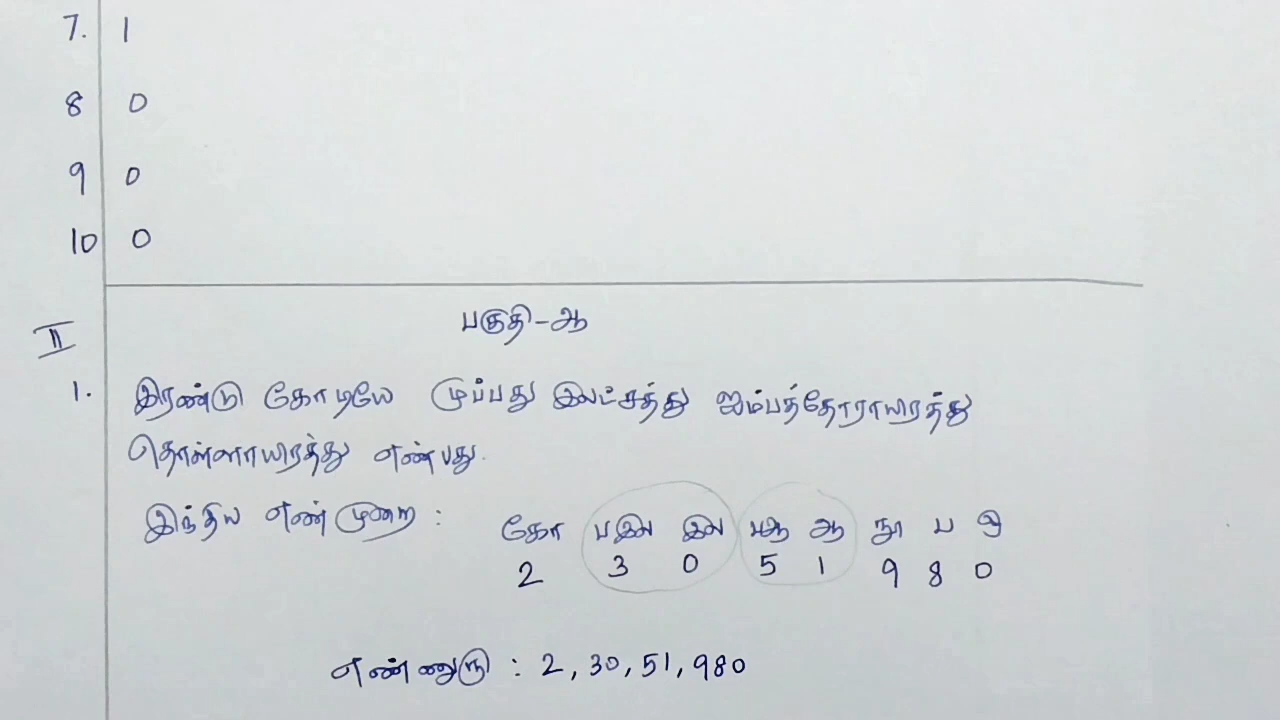 7. 1
8 0
9 0
10 0
II பகுதி-ஆ
1. இரண்டு கோடியே முப்பது இலட்சத்து ஐம்பத்தோராயிரத்து
தொள்ளாயிரத்து எண்பது.
இந்திய எண் முறை : கோ பஇல இல பஆ ஆ நூ ப ஒ
2 3 0 5 1 9 8 0
எண்ணுரு : 2,30,51,980